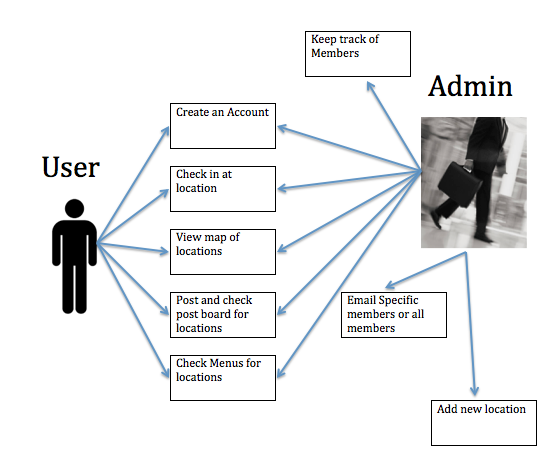 Keep track of
Members
Admin
Create an Account
User
Check in at
location
View map of
locations
Post and check
post board for
locations
Email Specific
members or all
members
Check Menus for
locations
Add new location